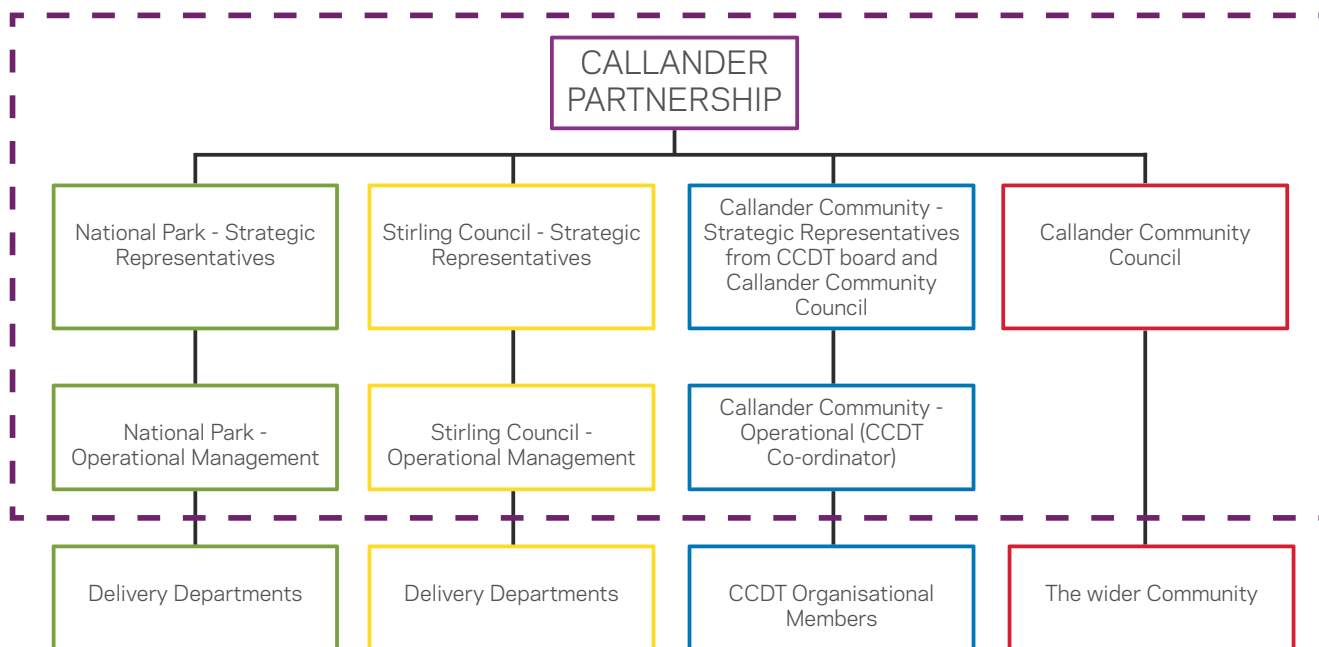 CALLANDER
PARTNERSHIP
National Park - Strategic
Representatives
Stirling Council - Strategic
Representatives
Callander Community -
Strategic Representatives
from CCDT board and
Callander Community
Council
Callander Community
Council
National Park -
Operational Management
Stirling Council -
Operational Management
Callander Community -
Operational (CCDT
Co-ordinator)
Delivery Departments
Delivery Departments
CCDT Organisational
Members
The wider Community